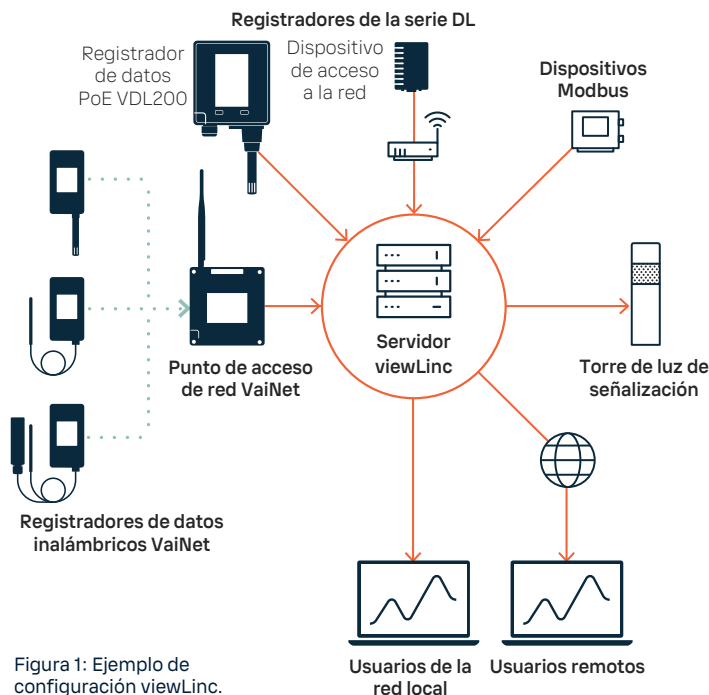 Registradores de la serie DL
Registrador
de datos
PoE VDL200
Dispositivo
de acceso
a la red
Dispositivos
Modbus
Servidor
viewLinc
Punto de acceso
de red VaiNet
Torre de luz de
señalización
Registradores de datos
inalámbricos VaiNet
Figura 1: Ejemplo de
configuración viewLinc.
Usuarios de la
red local
Usuarios remotos